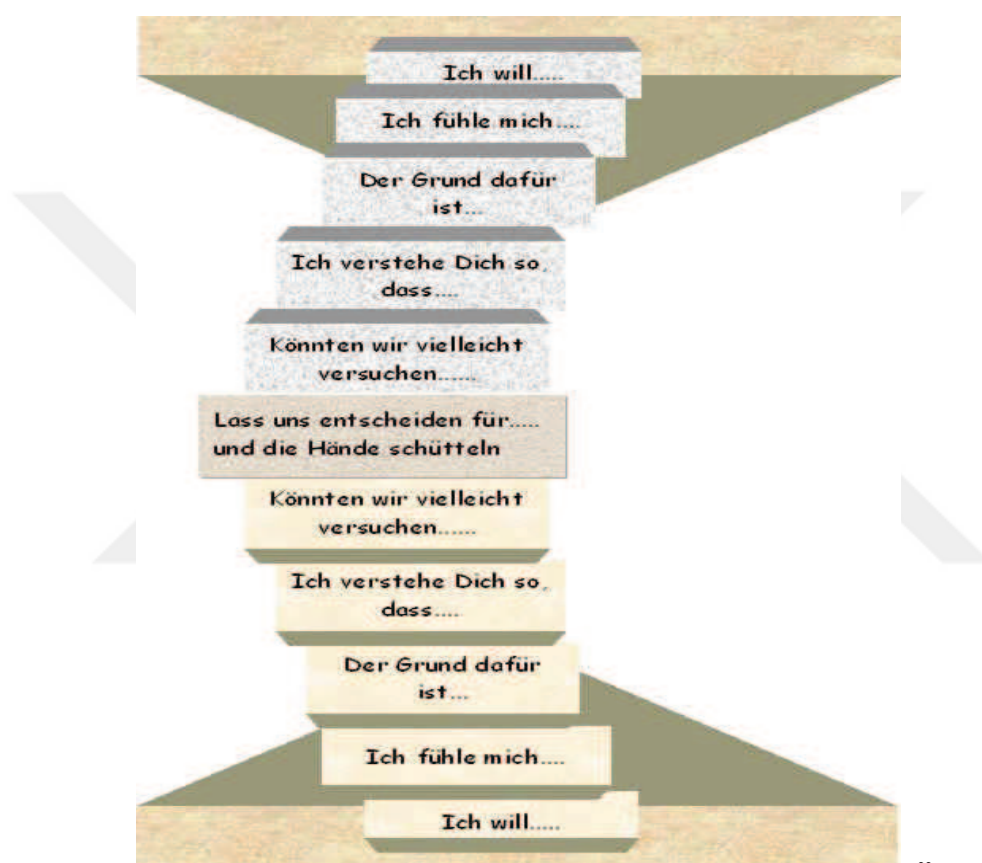 Ich will.....
Ich fühle mich....
Der Grund dafür
ist...
Ich verstehe Dich so,
dass....
Könnten wir vielleicht
versuchen......
Lass uns entscheiden für.....
und die Hände schütteln
Könnten wir vielleicht
versuchen......
Ich verstehe Dich so,
dass....
Der Grund dafür
ist...
Ich fühle mich....
Ich will.....